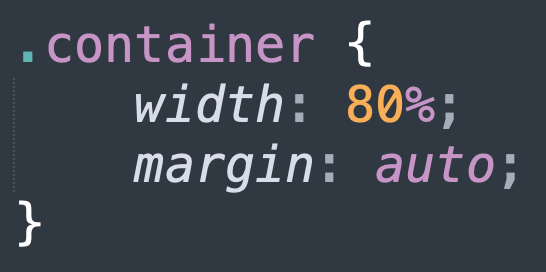 .container {
    width: 80%;
    margin: auto;
}